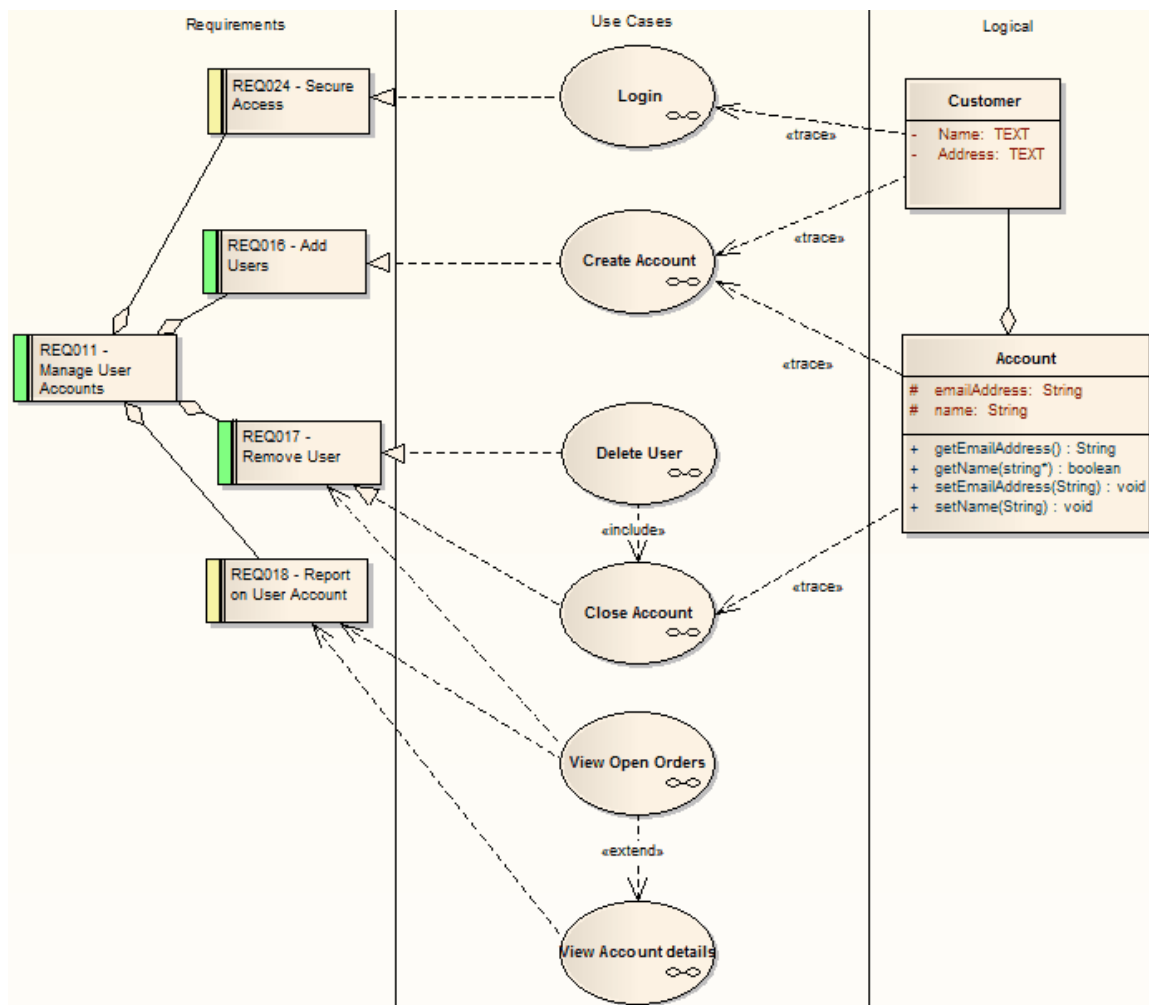 Requirements
Use Cases
Logical
REQ024 - Secure
Access
Login
Customer
- Name: TEXT
- Address: TEXT
«trace»
REQ016 - Add
Users
Create Account
«trace»
REQ011 -
Manage User
Accounts
«trace»
Account
# emailAddress: String
# name: String
+ getEmailAddress() : String
+ getName(string*) : boolean
+ setEmailAddress(String) : void
+ setName(String) : void
REQ017 -
Remove User
Delete User
«include»
REQ018 - Report
on User Account
Close Account
«trace»
View Open Orders
«extend»
View Account details